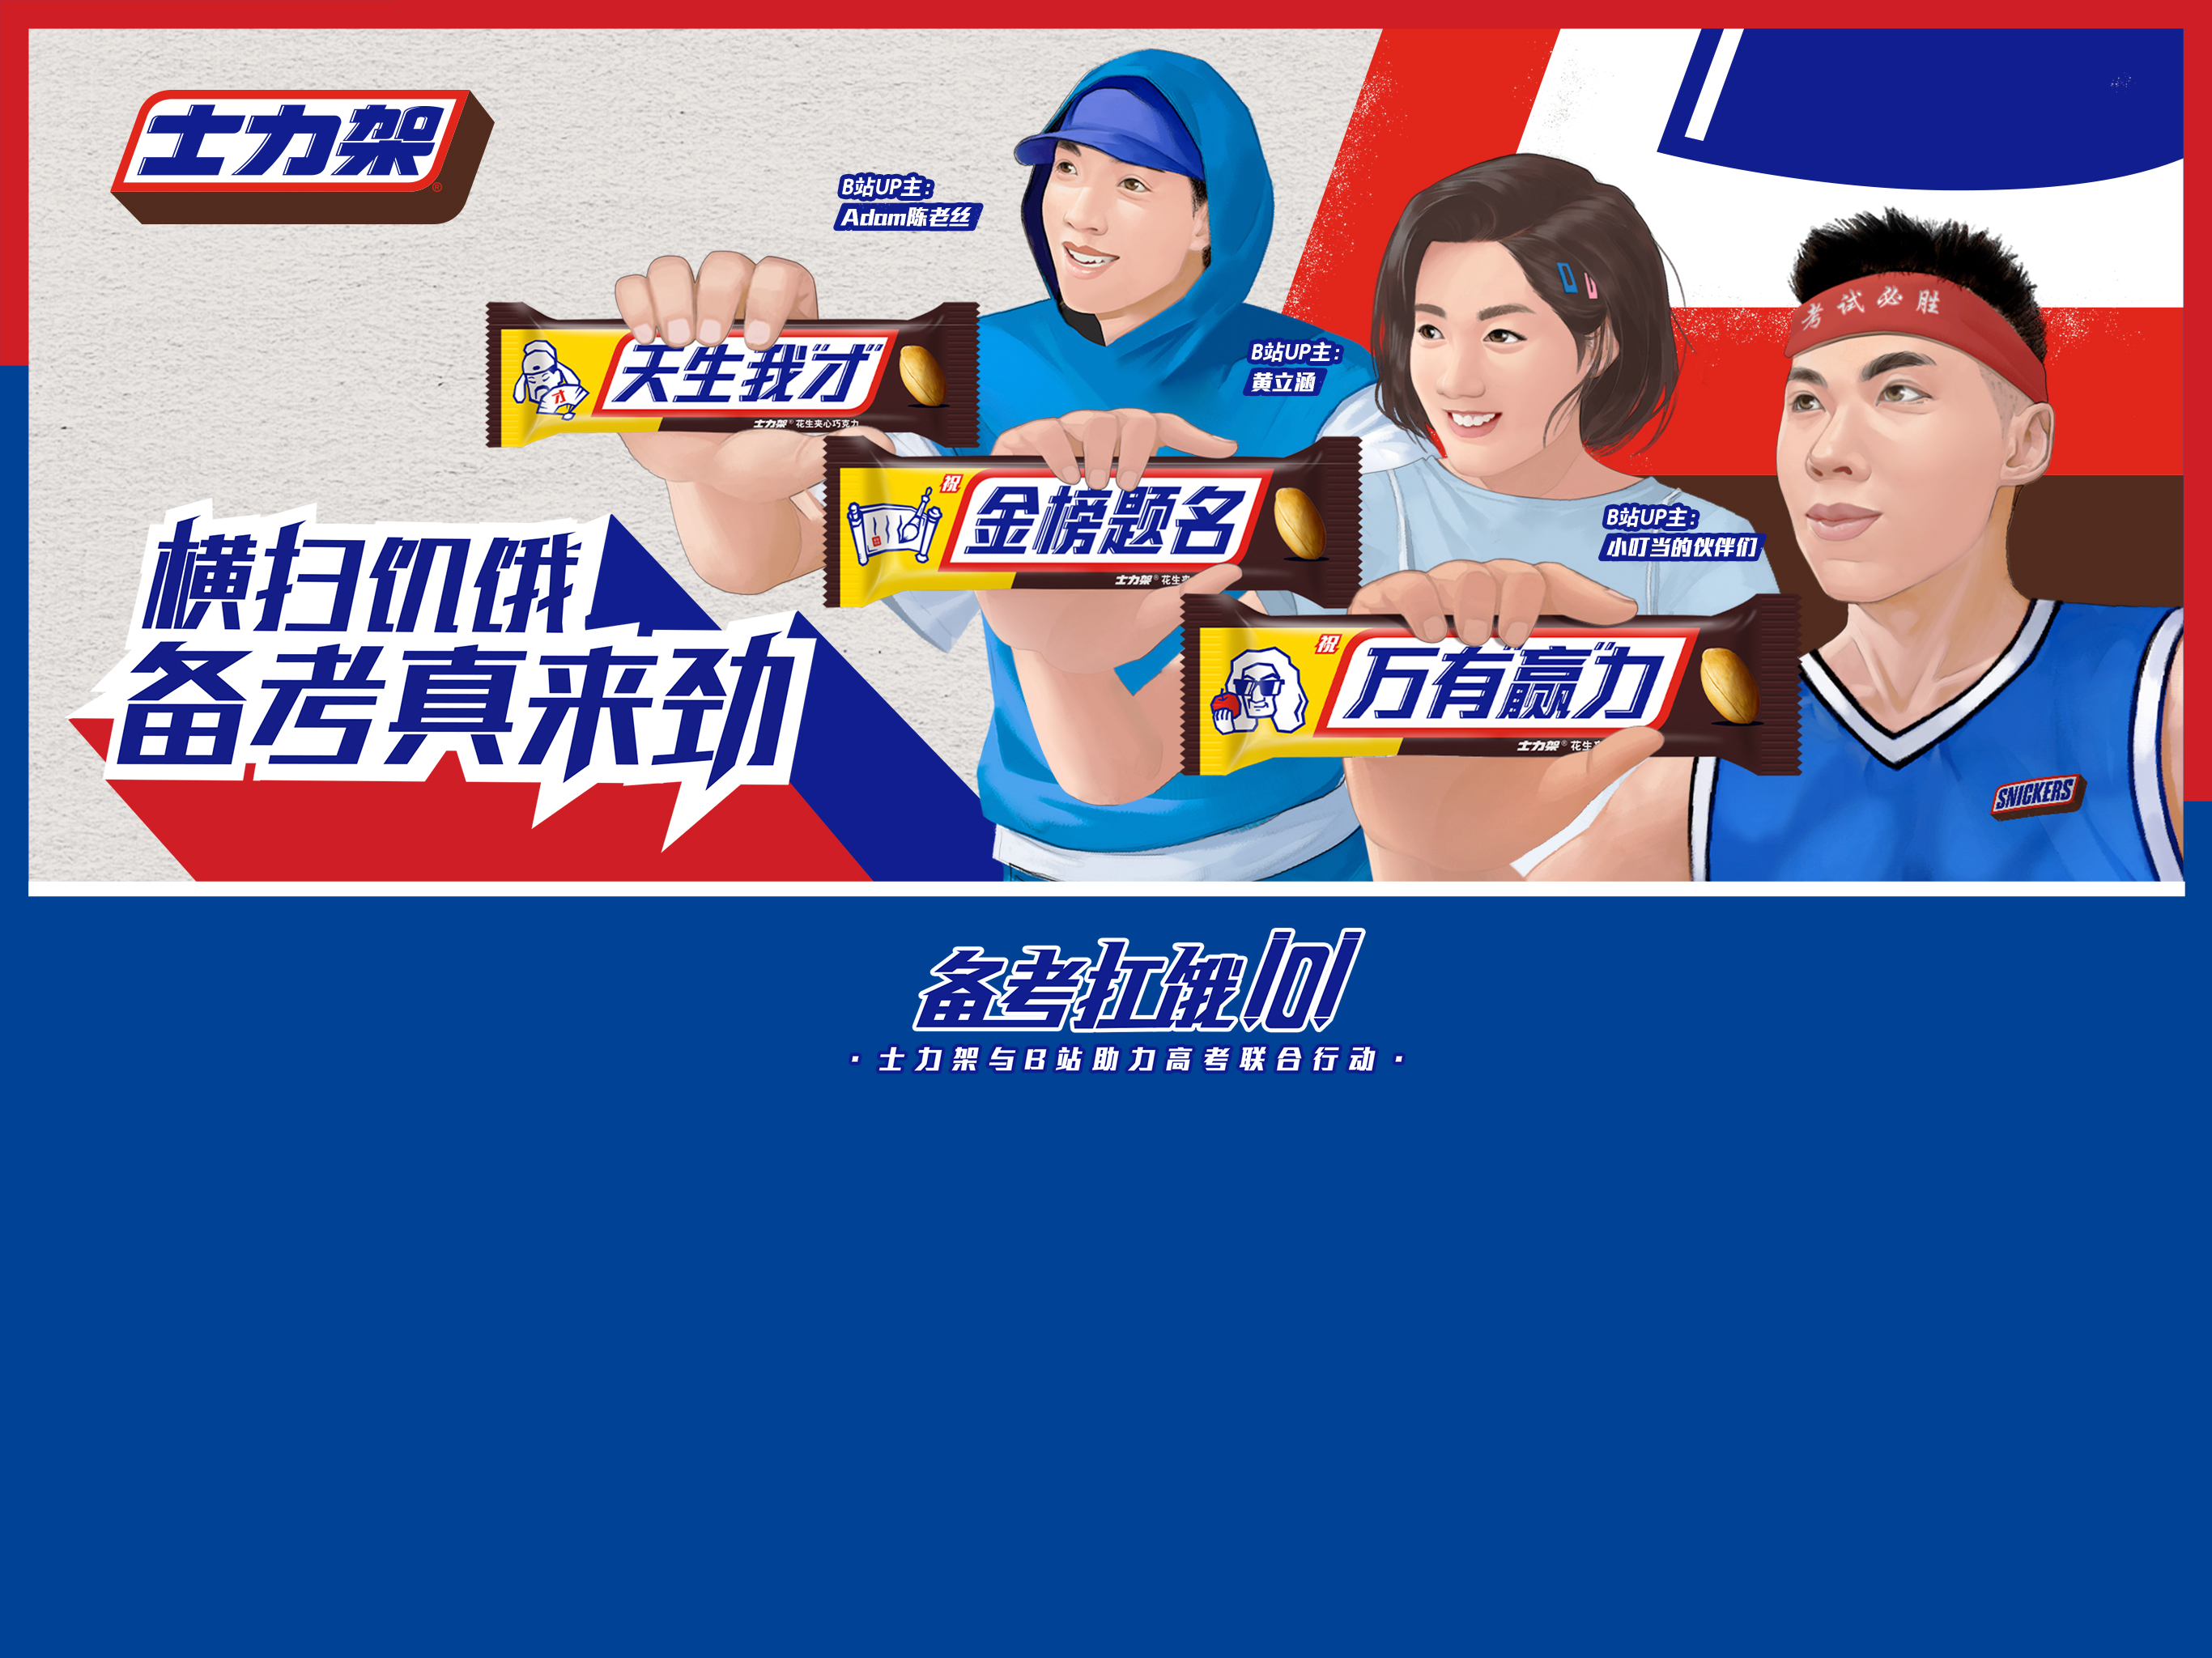 士力架®
B站UP主：
Adam陈老丝
天生我“才”
才
士力架® 花生夹心巧克力
B站UP主：
黄立涵
祝
金榜题名
士力架® 花生夹
考试必胜
B站UP主：
小叮当的伙伴们
祝
万有“赢”力
士力架® 花生
SNICKERS
横扫饥饿
备考真来劲
备考扛饿101
·士力架与B站助力高考联合行动·